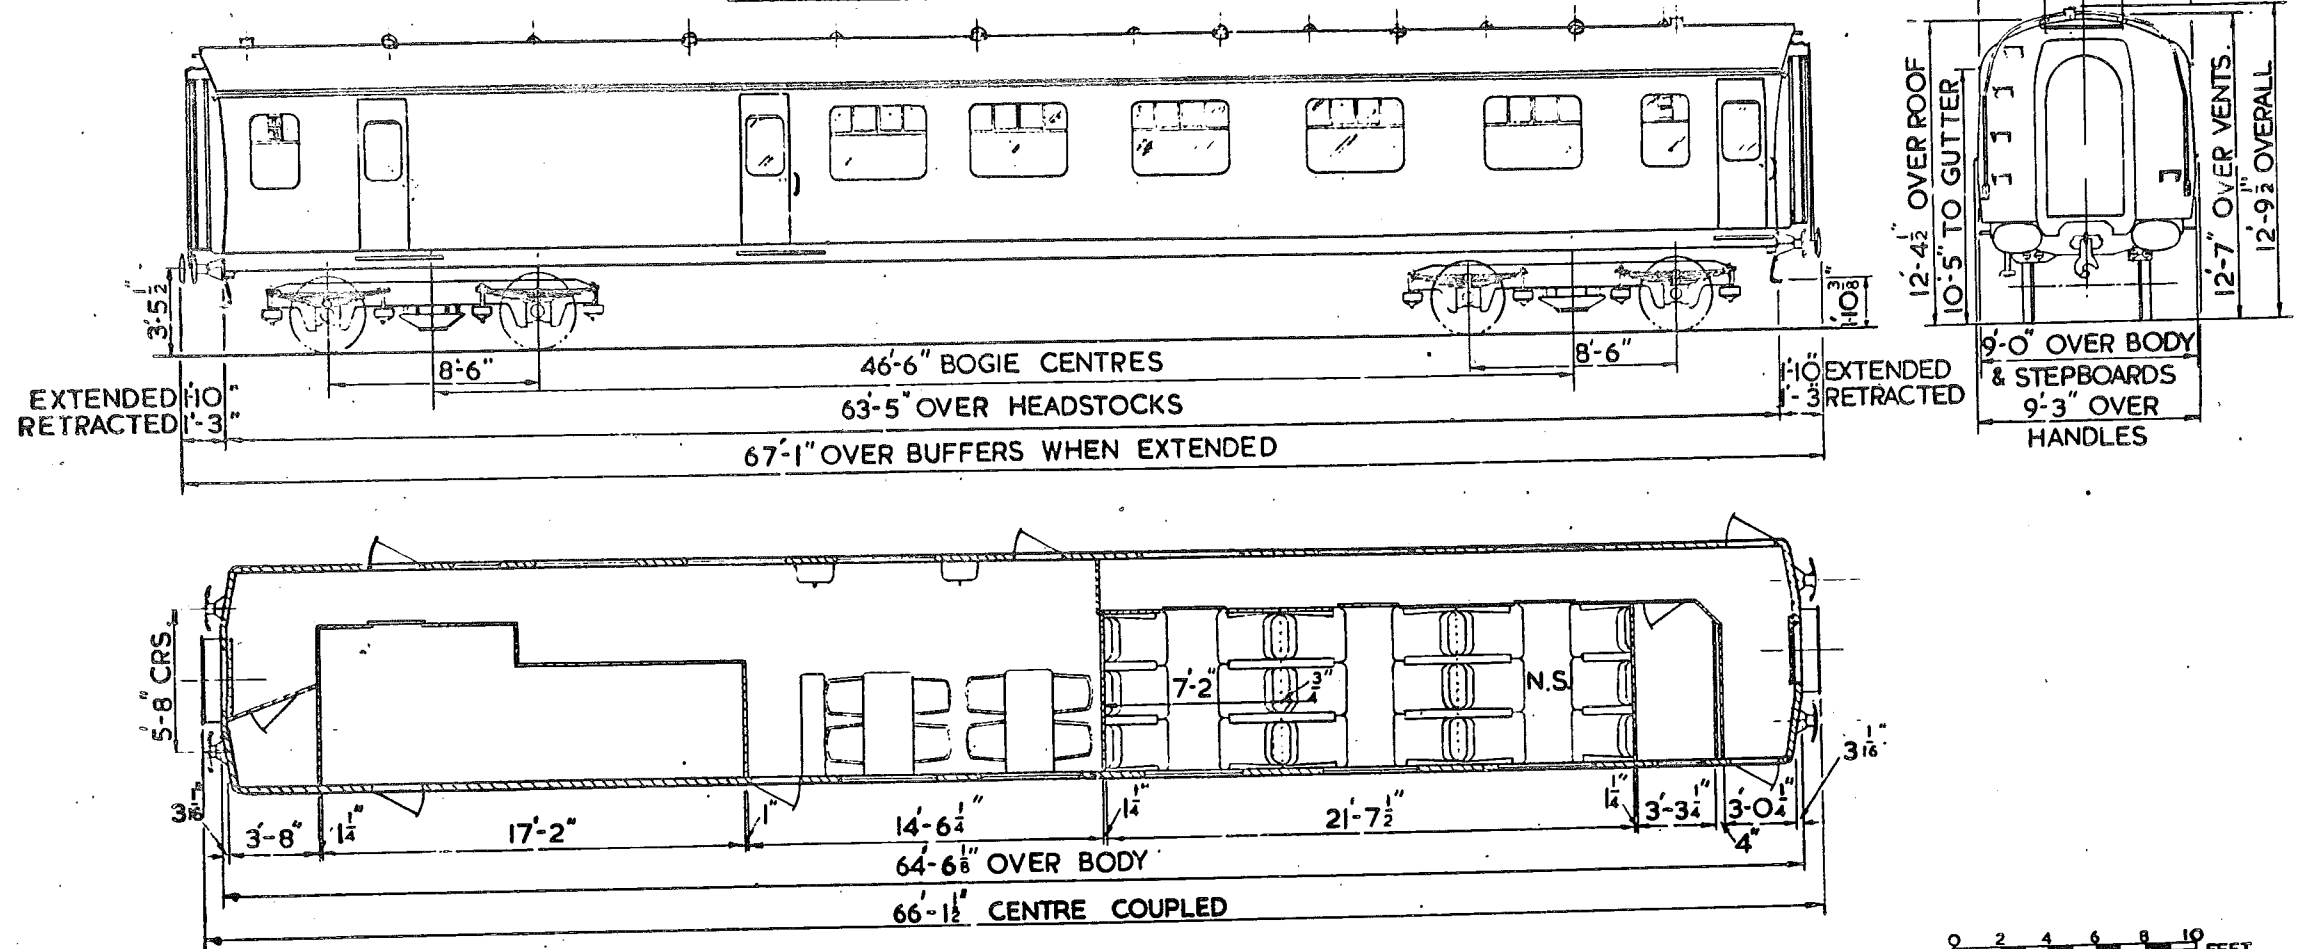 12'-4½" OVER ROOF
10'-5" TO GUTTER
12'-7" OVER VENTS.
12'-9½" OVERALL
3'-5½"
1'-10⅜"
8'-6"
46'-6" BOGIE CENTRES
8'-6"
9'-0" OVER BODY
& STEPBOARDS
9'-3" OVER
HANDLES
EXTENDED 1'-10"
RETRACTED 1'-3"
63'-5" OVER HEADSTOCKS
1'-10" EXTENDED
1'-3" RETRACTED
67'-1" OVER BUFFERS WHEN EXTENDED
5'-8" CRS.
7'-2"
¾"
N.S.
3 1/16"
3'-8"
1¼"
17'-2"
1"
14'-6¼"
1¼"
21'-7½"
1¼"
3'-3¼"
4"
3'-0¼"
64'-6⅛" OVER BODY
66'-1½" CENTRE COUPLED
0 2 4 6 8 10
FEET